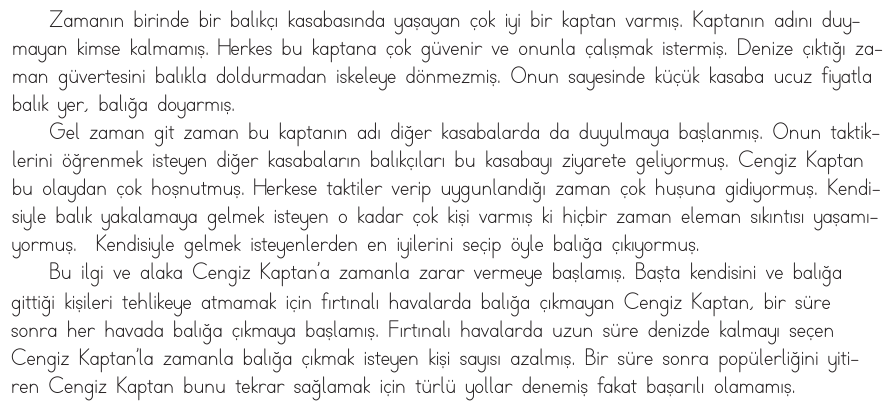 Zamanın birinde bir balıkçı kasabasında yaşayan çok iyi bir kaptan varmış. Kaptanın adını duy-
mayan kimse kalmamış. Herkes bu kaptana çok güvenir ve onunla çalışmak istermiş. Denize çıktığı za-
man güvertesini balıkla doldurmadan iskeleye dönmezmiş. Onun sayesinde küçük kasaba ucuz fiyatla
balık yer, balığa doyarmış.
Gel zaman git zaman bu kaptanın adı diğer kasabalarda da duyulmaya başlanmış. Onun taktik-
lerini öğrenmek isteyen diğer kasabaların balıkçıları bu kasabayı ziyarete geliyormuş. Cengiz Kaptan
bu olaydan çok hoşnutmuş. Herkese taktiler verip uygunlandığı zaman çok huşuna gidiyormuş. Kendi-
siyle balık yakalamaya gelmek isteyen o kadar çok kişi varmış ki hiçbir zaman eleman sıkıntısı yaşamı-
yormuş. Kendisiyle gelmek isteyenlerden en iyilerini seçip öyle balığa çıkıyormuş.
Bu ilgi ve alaka Cengiz Kaptan'a zamanla zarar vermeye başlamış. Başta kendisini ve balığa
gittiği kişileri tehlikeye atmamak için fırtınalı havalarda balığa çıkmayan Cengiz Kaptan, bir süre
sonra her havada balığa çıkmaya başlamış. Fırtınalı havalarda uzun süre denizde kalmayı seçen
Cengiz Kaptan'la zamanla balığa çıkmak isteyen kişi sayısı azalmış. Bir süre sonra popülerliğini yiti-
ren Cengiz Kaptan bunu tekrar sağlamak için türlü yollar denemiş fakat başarılı olamamış.